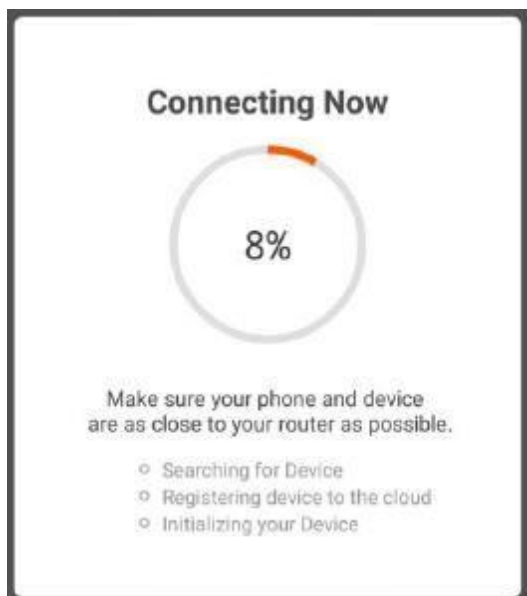 Connecting Now
8%
Make sure your phone and device
are as close to your router as possible.
Searching for Device
Registering device to the cloud
Initializing your Device